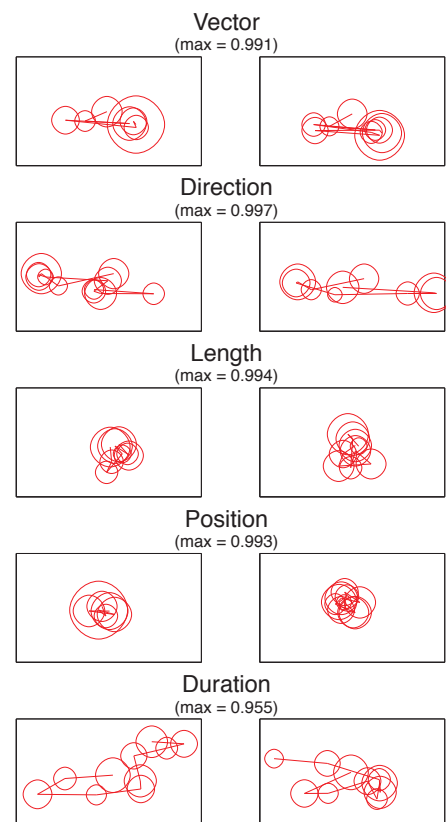 Vector
(max = 0.991)
Direction
(max = 0.997)
Length
(max = 0.994)
Position
(max = 0.993)
Duration
(max = 0.955)